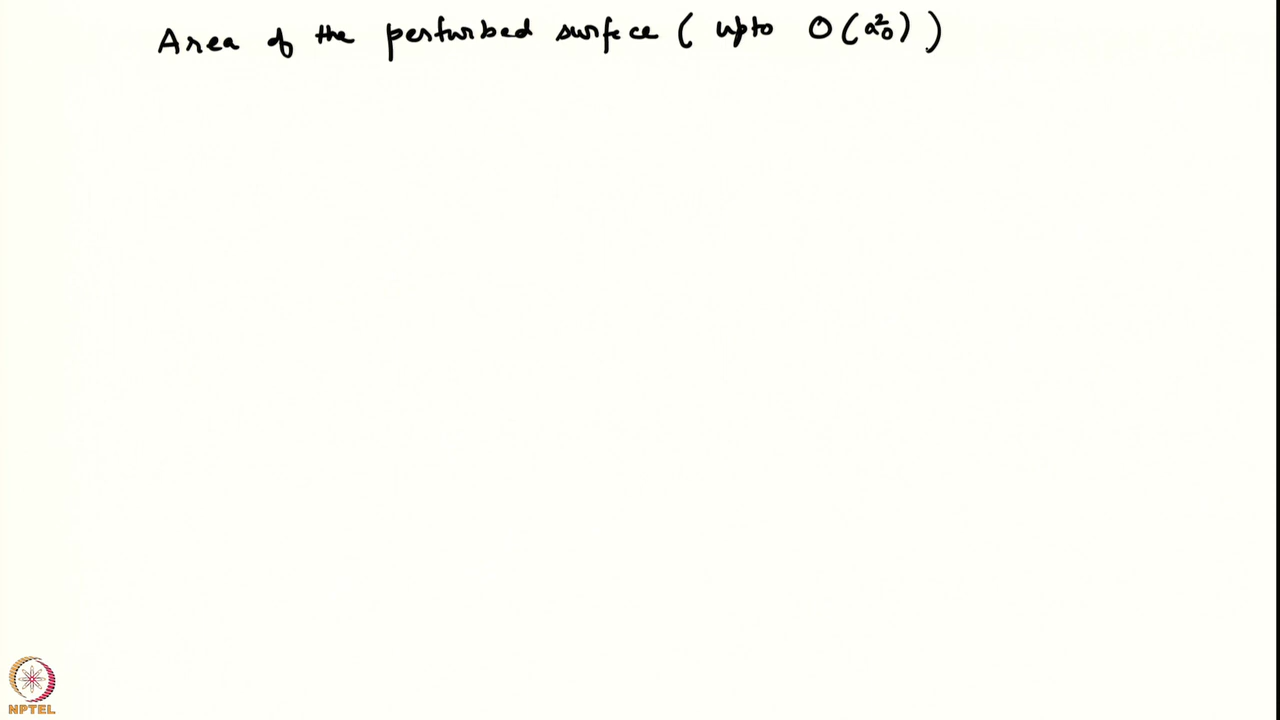 Area of the perturbed surface ( upto O(a₀²) )
NPTEL